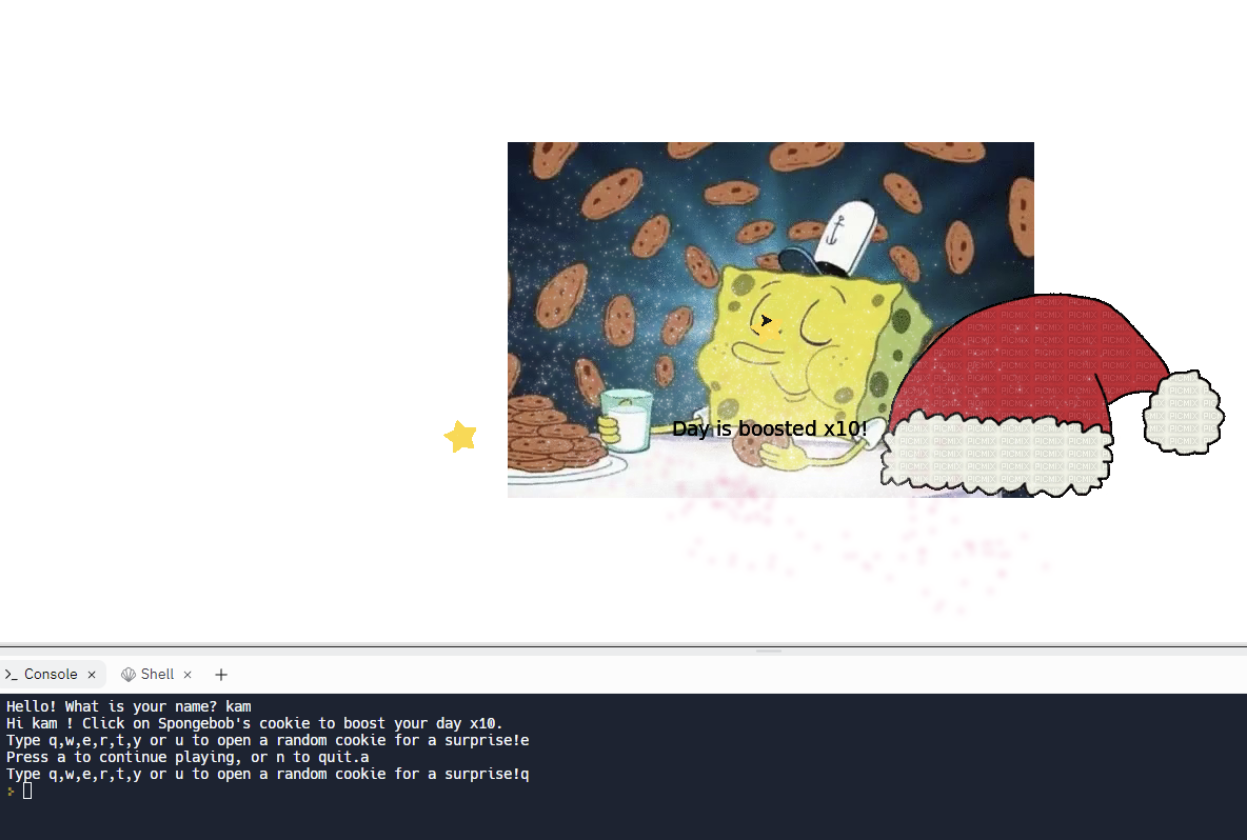 Day is boosted x10!
PICMIX
>_ Console × Shell × +
Hello! What is your name? kam
Hi kam ! Click on Spongebob's cookie to boost your day x10.
Type q,w,e,r,t,y or u to open a random cookie for a surprise!e
Press a to continue playing, or n to quit.a
Type q,w,e,r,t,y or u to open a random cookie for a surprise!q